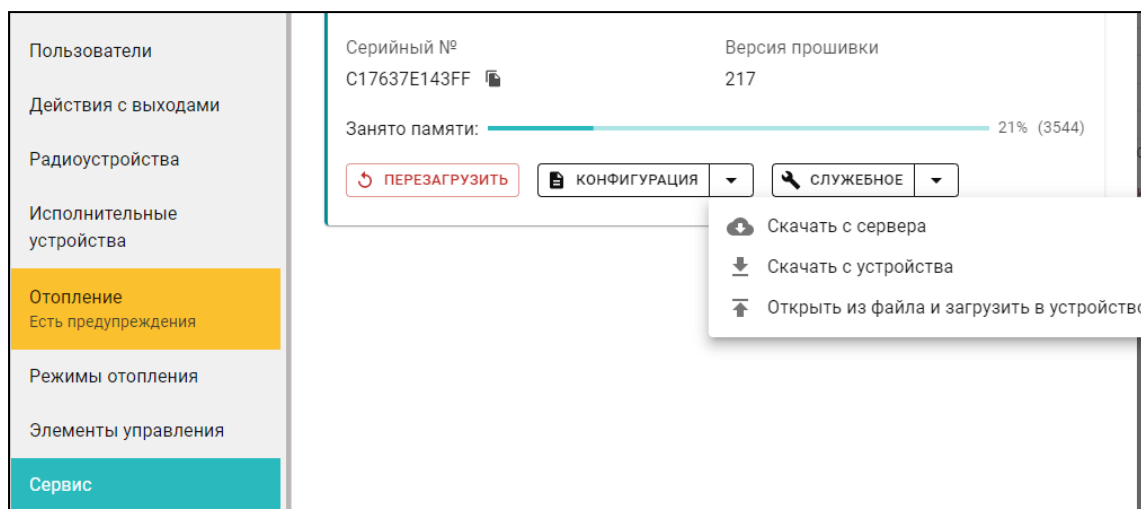 Пользователи
Действия с выходами
Радиоустройства
Исполнительные
устройства
Отопление
Есть предупреждения
Режимы отопления
Элементы управления
Сервис
Серийный № Версия прошивки
C17637E143FF 217
Занято памяти: 21% (3544)
ПЕРЕЗАГРУЗИТЬ КОНФИГУРАЦИЯ СЛУЖЕБНОЕ
Скачать с сервера
Скачать с устройства
Открыть из файла и загрузить в устройство